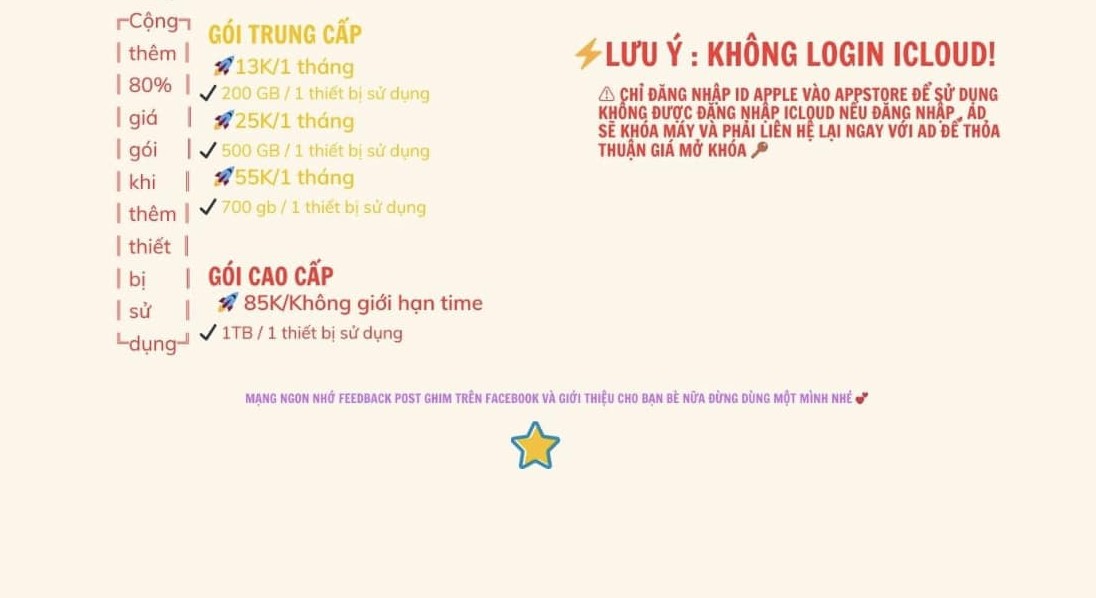 Cộng
thêm
80%
giá
gói
khi
thêm
thiết
bị
sử
dụng
GÓI TRUNG CẤP
🚀13K/1 tháng
✓ 200 GB / 1 thiết bị sử dụng
🚀25K/1 tháng
✓ 500 GB / 1 thiết bị sử dụng
🚀55K/1 tháng
✓ 700 gb / 1 thiết bị sử dụng
GÓI CAO CẤP
🚀 85K/Không giới hạn time
✓ 1TB / 1 thiết bị sử dụng
⚡LƯU Ý : KHÔNG LOGIN ICLOUD!
⚠ CHỈ ĐĂNG NHẬP ID APPLE VÀO APPSTORE ĐỂ SỬ DỤNG
KHÔNG ĐƯỢC ĐĂNG NHẬP ICLOUD NẾU ĐĂNG NHẬP , AD
SẼ KHÓA MÁY VÀ PHẢI LIÊN HỆ LẠI NGAY VỚI AD ĐỂ THỎA
THUẬN GIÁ MỞ KHÓA 🔑
MẠNG NGON NHỚ FEEDBACK POST GHIM TRÊN FACEBOOK VÀ GIỚI THIỆU CHO BẠN BÈ NỮA ĐỪNG DÙNG MỘT MÌNH NHÉ 💕